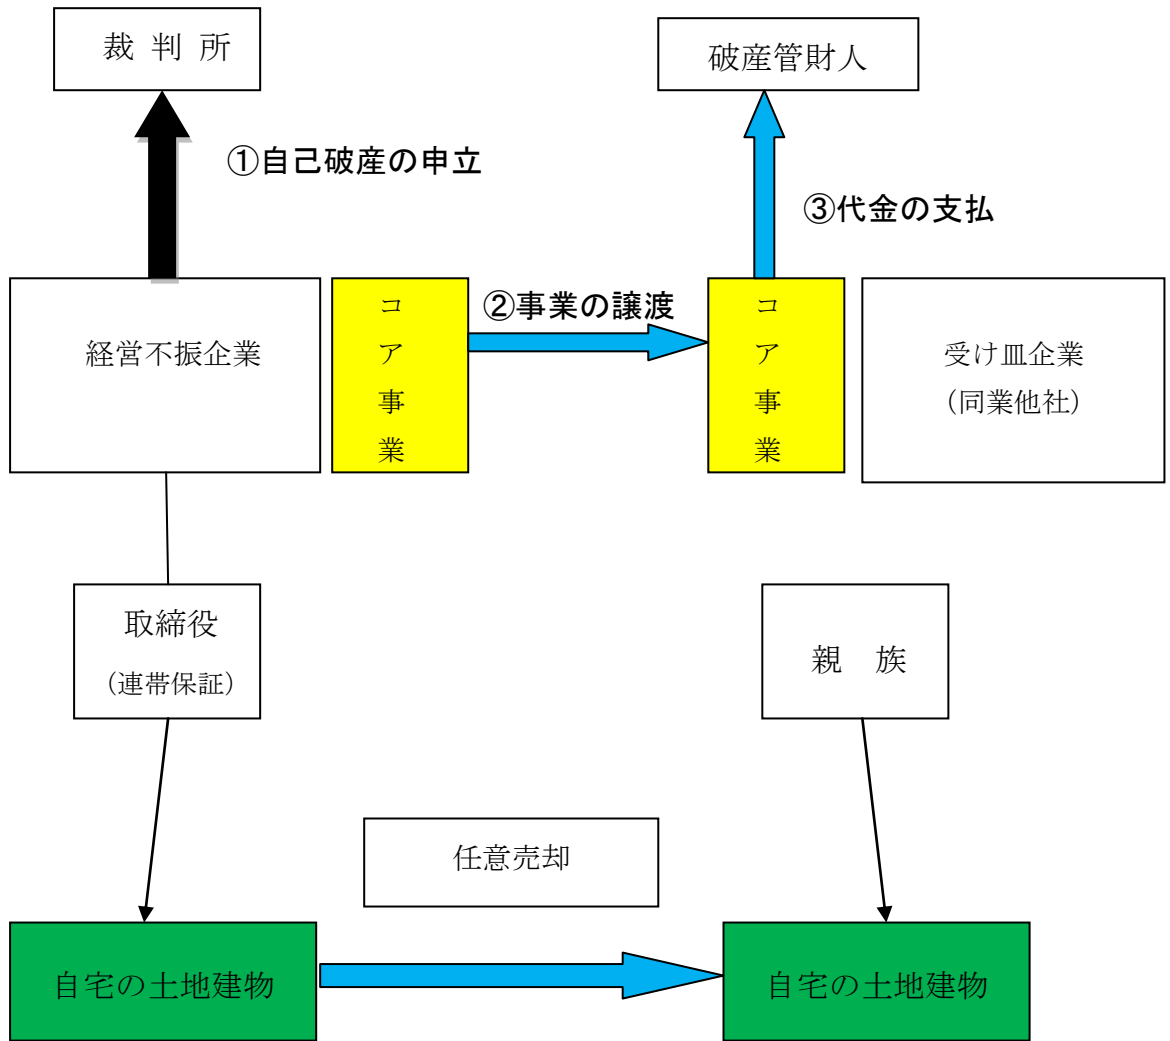 裁 判 所
破産管財人
①自己破産の申立
③代金の支払
経営不振企業
コア事業
②事業の譲渡
コア事業
受け皿企業
（同業他社）
取締役
（連帯保証）
親　族
任意売却
自宅の土地建物
自宅の土地建物